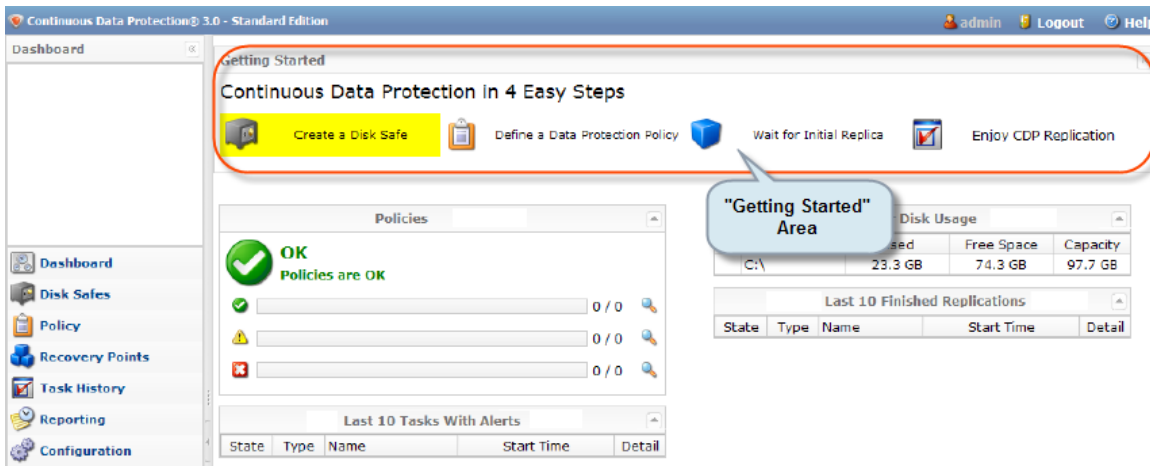 Continuous Data Protection® 3.0 - Standard Edition
admin Logout Help
Dashboard
Getting Started
Continuous Data Protection in 4 Easy Steps
Create a Disk Safe
Define a Data Protection Policy
Wait for Initial Replica
Enjoy CDP Replication
"Getting Started"
Area
Policies
OK
Policies are OK
0 / 0
0 / 0
0 / 0
Last 10 Tasks With Alerts
State Type Name Start Time Detail
Disk Usage
Free Space Capacity
C:\ 23.3 GB 74.3 GB 97.7 GB
Last 10 Finished Replications
State Type Name Start Time Detail
Dashboard
Disk Safes
Policy
Recovery Points
Task History
Reporting
Configuration